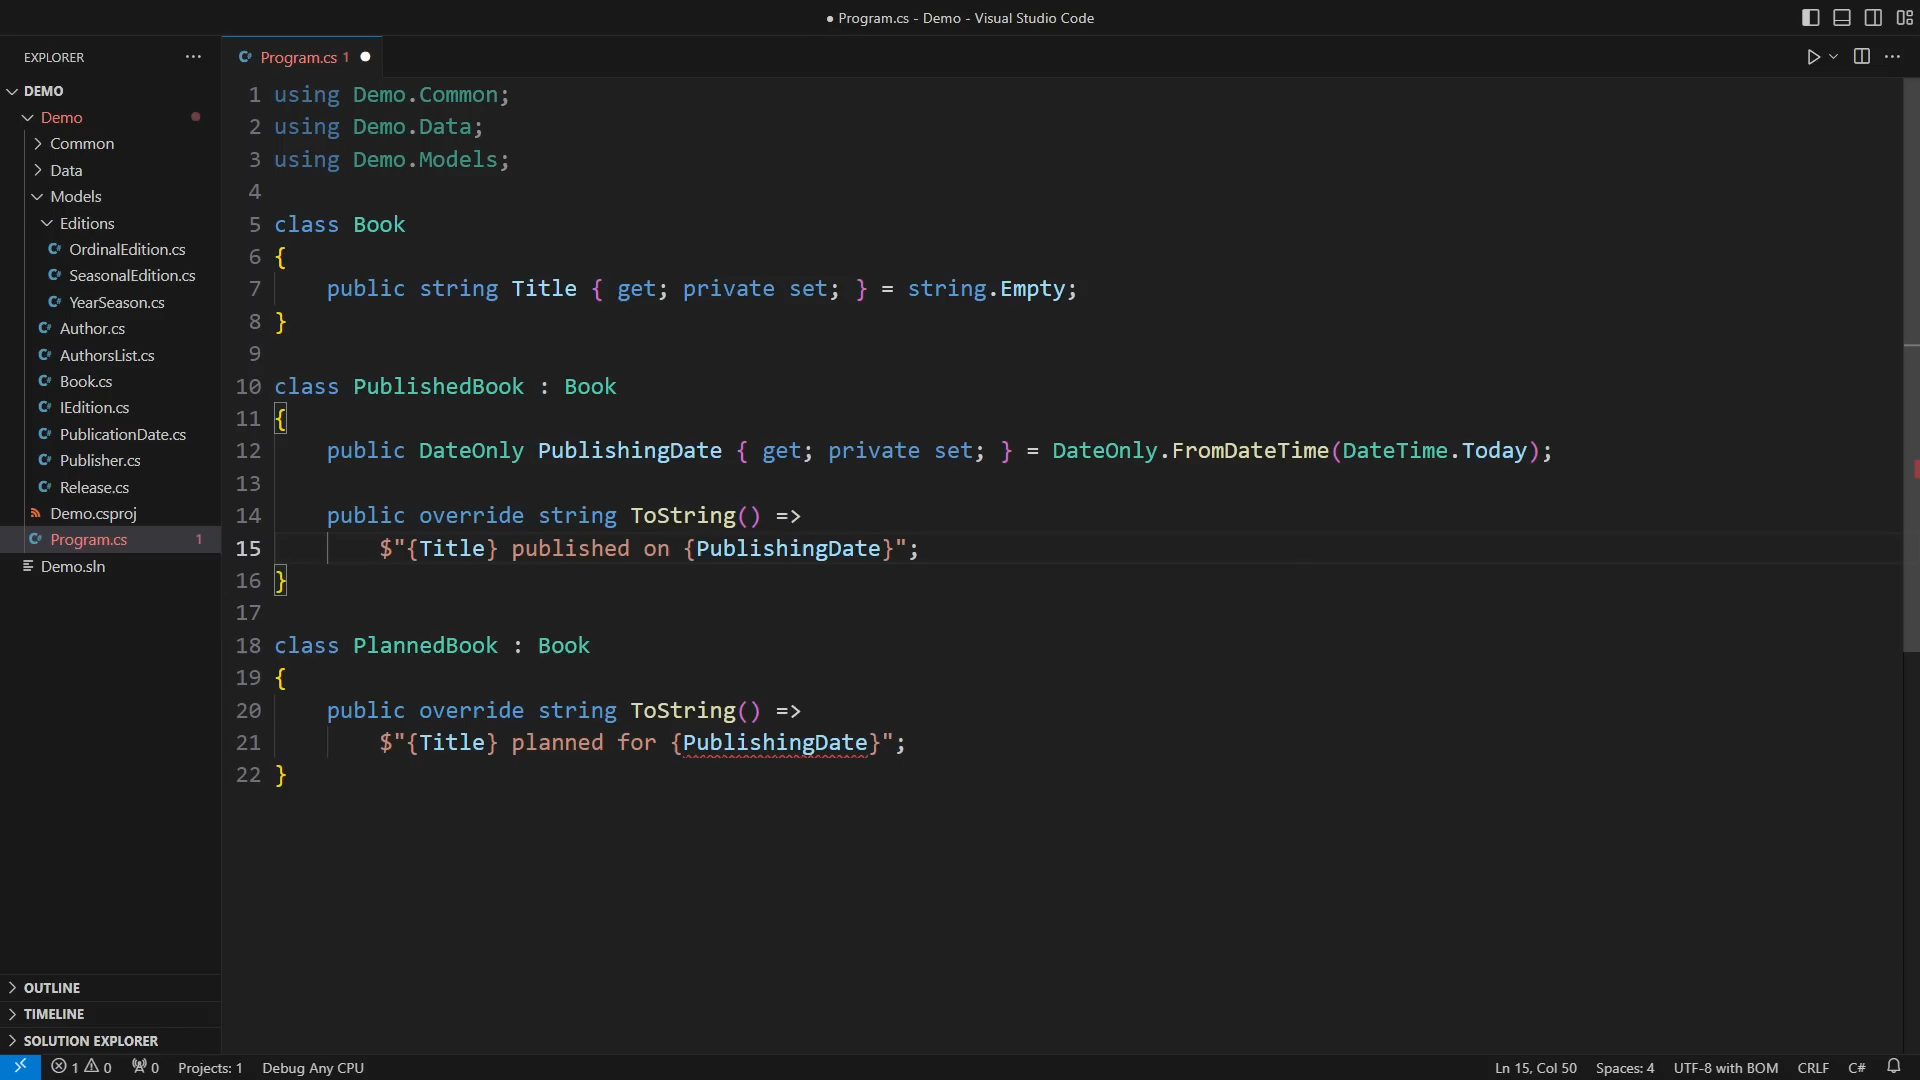 ● Program.cs - Demo - Visual Studio Code
EXPLORER
Program.cs 1
DEMO
Demo
Common
Data
Models
Editions
OrdinalEdition.cs
SeasonalEdition.cs
YearSeason.cs
Author.cs
AuthorsList.cs
Book.cs
IEdition.cs
PublicationDate.cs
Publisher.cs
Release.cs
Demo.csproj
Program.cs 1
Demo.sln
OUTLINE
TIMELINE
SOLUTION EXPLORER
1 using Demo.Common;
2 using Demo.Data;
3 using Demo.Models;
4
5 class Book
6 {
7 public string Title { get; private set; } = string.Empty;
8 }
9
10 class PublishedBook : Book
11 {
12 public DateOnly PublishingDate { get; private set; } = DateOnly.FromDateTime(DateTime.Today);
13
14 public override string ToString() =>
15 $"{Title} published on {PublishingDate}";
16 }
17
18 class PlannedBook : Book
19 {
20 public override string ToString() =>
21 $"{Title} planned for {PublishingDate}";
22 }
1 0 0 Projects: 1 Debug Any CPU Ln 15, Col 50 Spaces: 4 UTF-8 with BOM CRLF C#